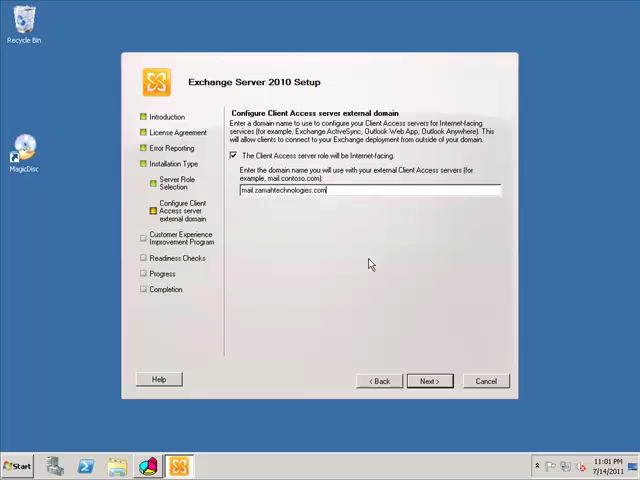 Recycle Bin
MagicDisc
Exchange Server 2010 Setup
Introduction
License Agreement
Error Reporting
Installation Type
Server Role
Selection
Configure Client
Access server
external domain
Customer Experience
Improvement Program
Readiness Checks
Progress
Completion
Configure Client Access server external domain
Enter a domain name to use to configure your Client Access servers for Internet-facing
services (for example, Exchange ActiveSync, Outlook Web App, Outlook Anywhere). This
will allow clients to connect to your Exchange deployment from outside of your domain.
The Client Access server role will be Internet-facing.
Enter the domain name you will use with your external Client Access servers (for
example, mail.contoso.com):
mail.zamahtechnologies.com
Help
< Back
Next >
Cancel
Start
11:01 PM
7/14/2011